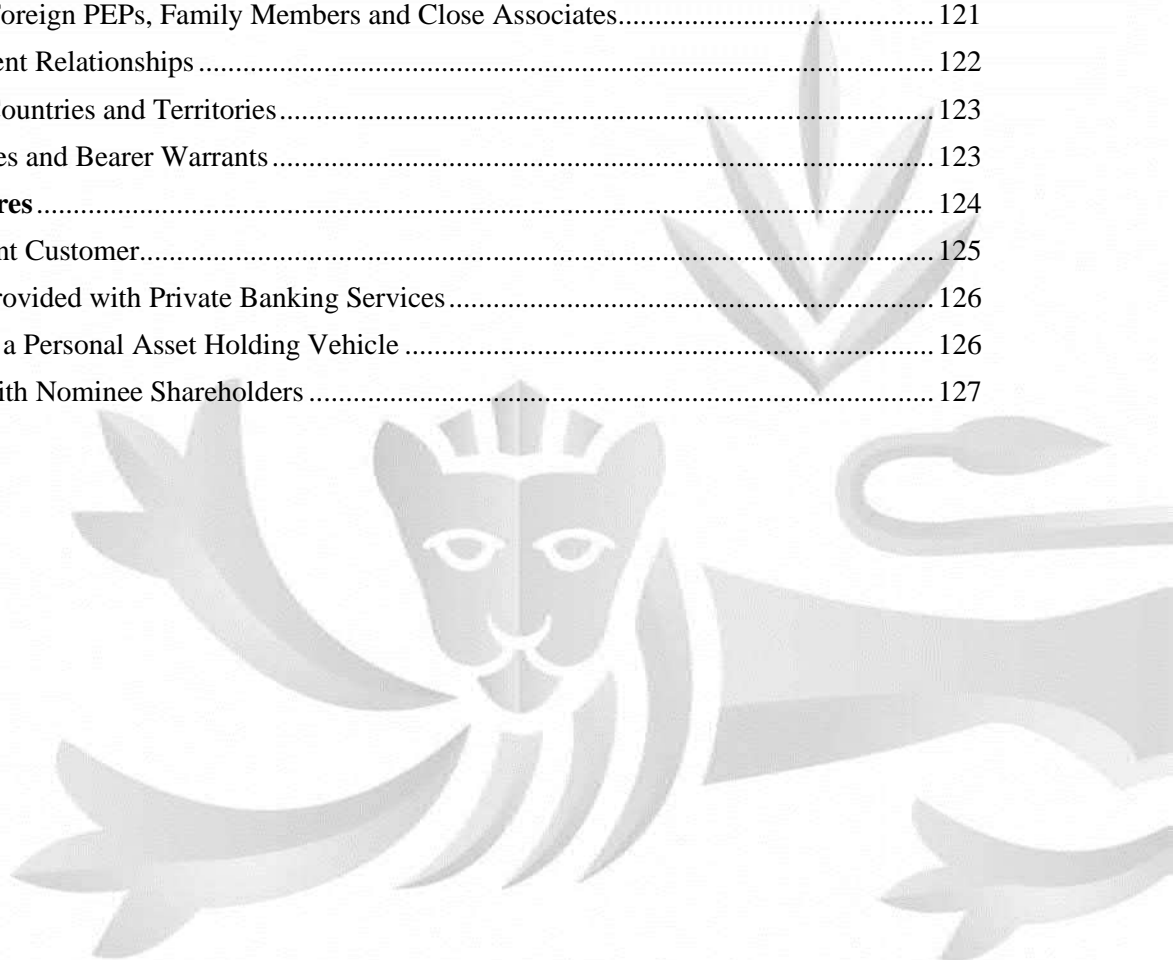 Foreign PEPs, Family Members and Close Associates.......................... 121
ent Relationships .......................... 122
Countries and Territories.......................... 123
es and Bearer Warrants .......................... 123
res .......................... 124
nt Customer.......................... 125
rovided with Private Banking Services .......................... 126
a Personal Asset Holding Vehicle .......................... 126
ith Nominee Shareholders .......................... 127